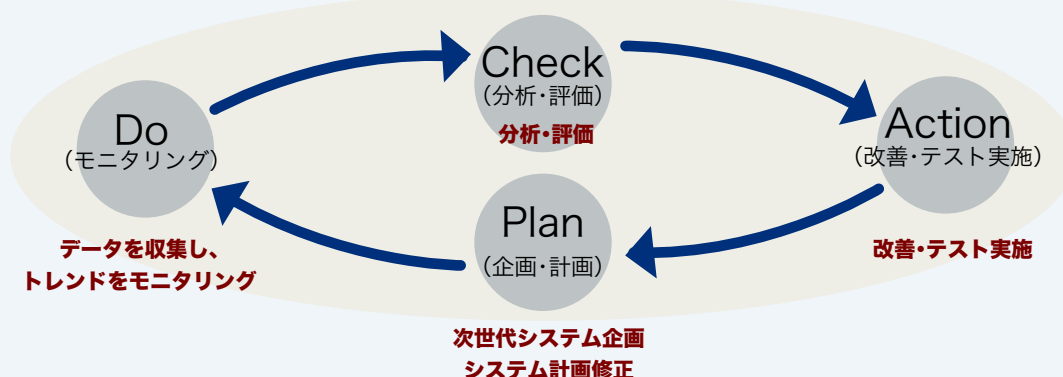 Check
(分析・評価)
分析・評価
Do
(モニタリング)
データを収集し、
トレンドをモニタリング
Action
(改善・テスト実施)
改善・テスト実施
Plan
(企画・計画)
次世代システム企画
システム計画修正